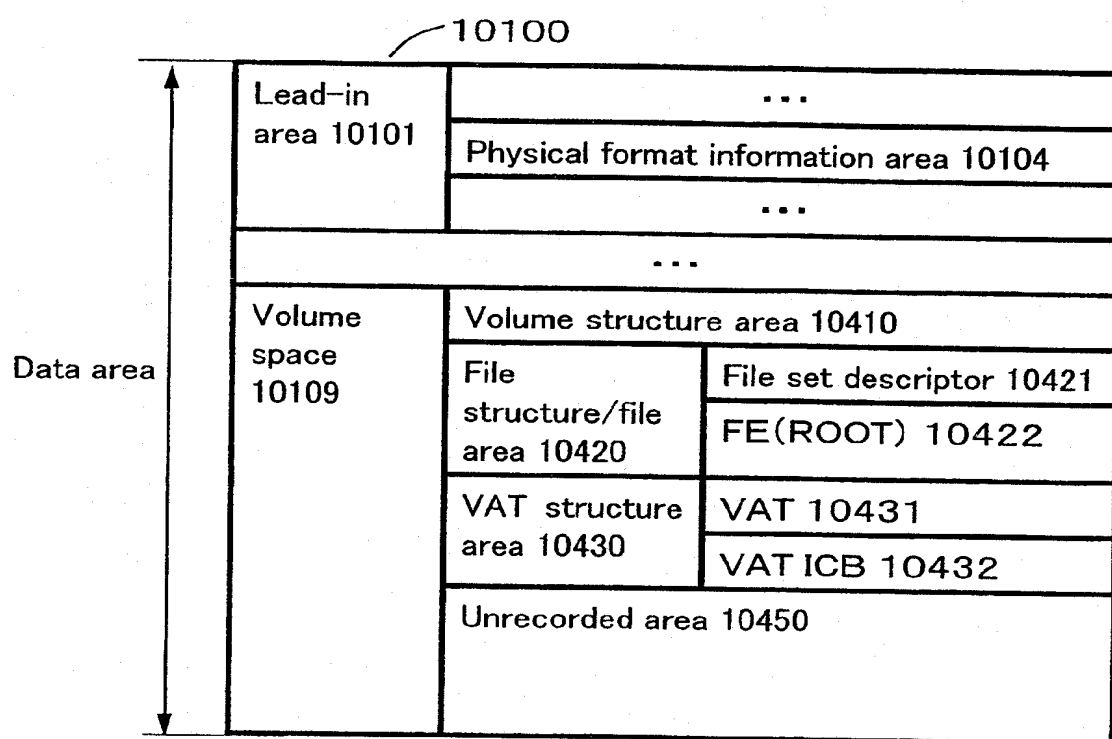 10100
Lead-in
area 10101
...
Physical format information area 10104
...
...
Data area
Volume
space
10109
Volume structure area 10410
File
structure/file
area 10420
File set descriptor 10421
FE(ROOT) 10422
VAT structure
area 10430
VAT 10431
VAT ICB 10432
Unrecorded area 10450